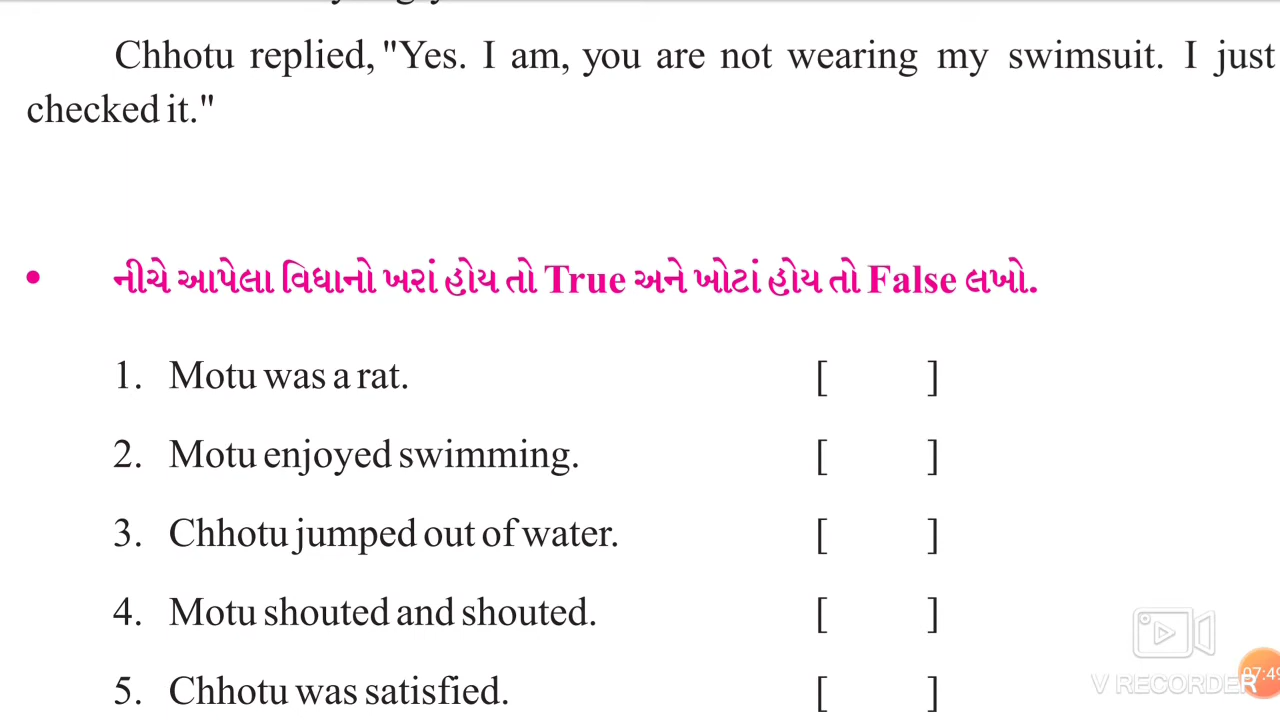 Chhotu replied, "Yes. I am, you are not wearing my swimsuit. I just
checked it."
• નીચે આપેલા વિધાનો ખરાં હોય તો True અને ખોટાં હોય તો False લખો.
1. Motu was a rat. [ ]
2. Motu enjoyed swimming. [ ]
3. Chhotu jumped out of water. [ ]
4. Motu shouted and shouted. [ ]
5. Chhotu was satisfied. [ ]
07:49
V RECORDER